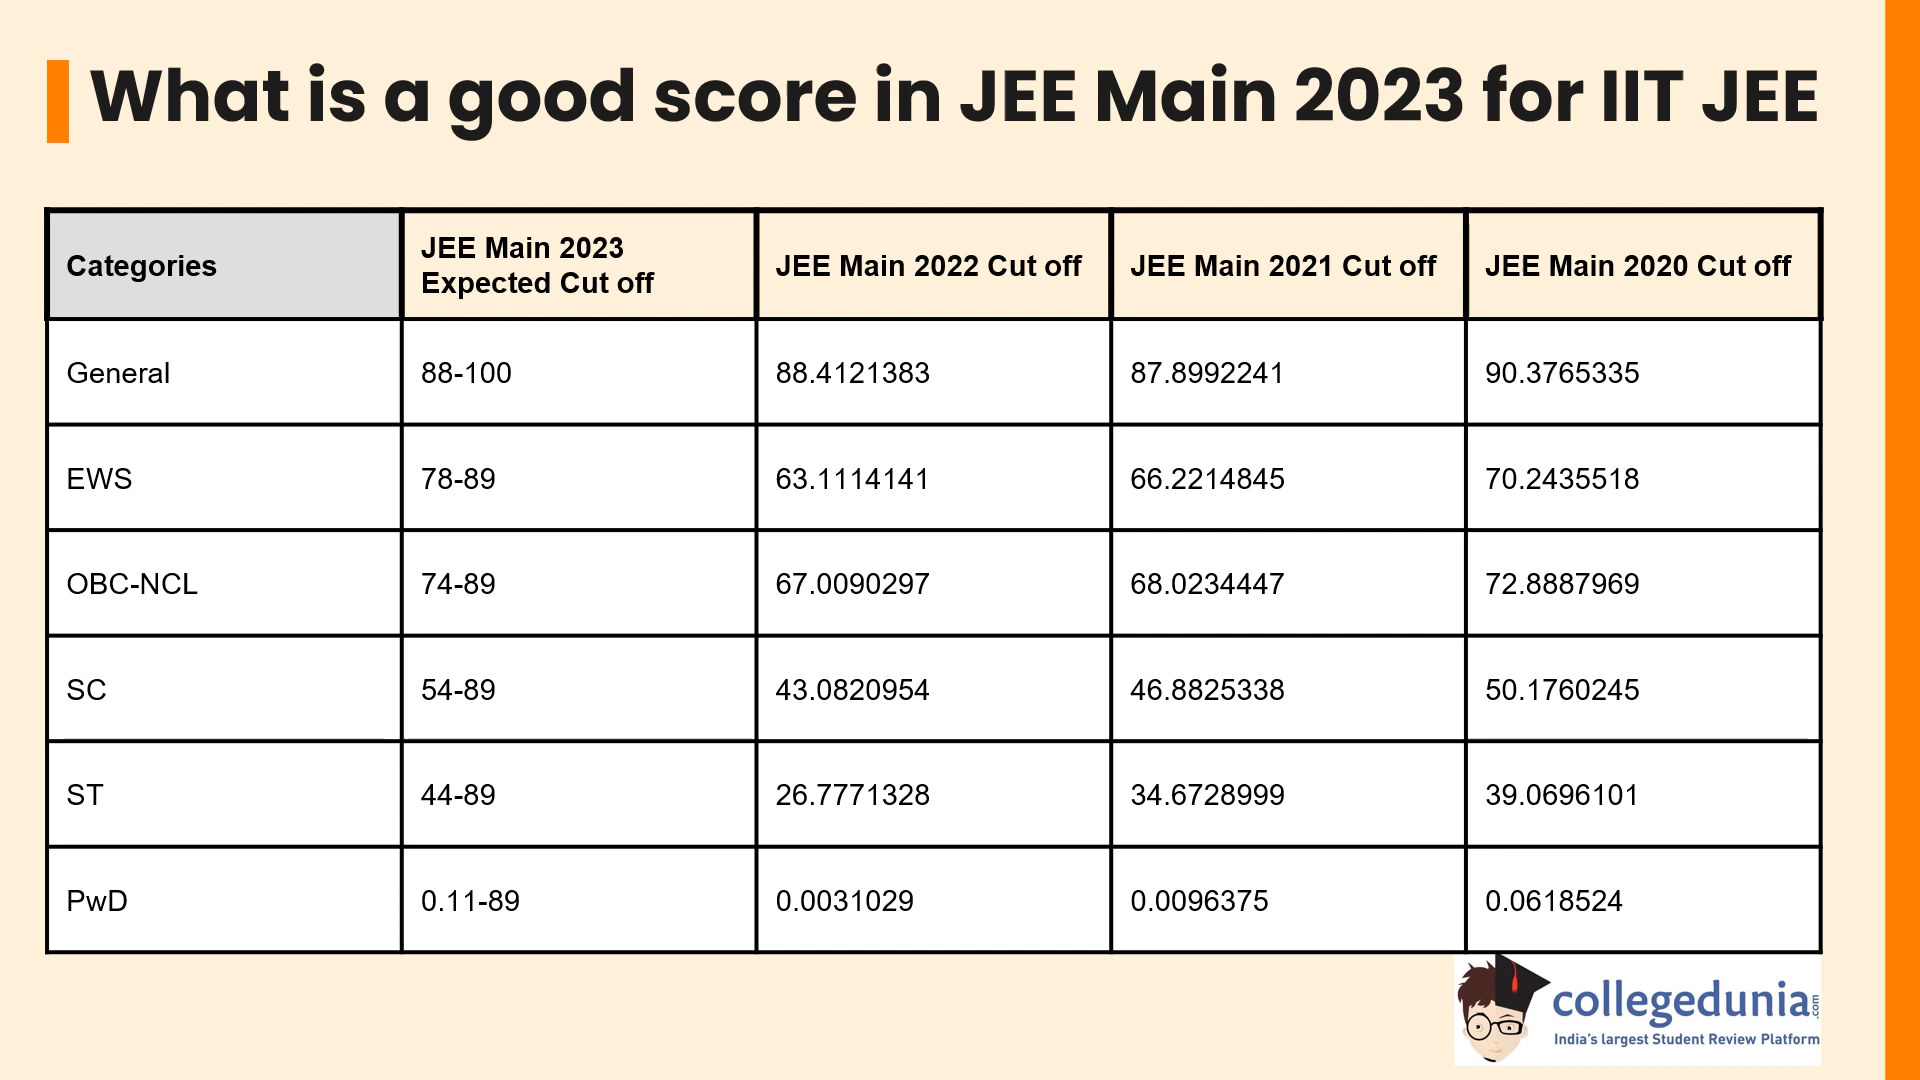 What is a good score in JEE Main 2023 for IIT JEE
Categories
JEE Main 2023
Expected Cut off
JEE Main 2022 Cut off
JEE Main 2021 Cut off
JEE Main 2020 Cut off
General
88-100
88.4121383
87.8992241
90.3765335
EWS
78-89
63.1114141
66.2214845
70.2435518
OBC-NCL
74-89
67.0090297
68.0234447
72.8887969
SC
54-89
43.0820954
46.8825338
50.1760245
ST
44-89
26.7771328
34.6728999
39.0696101
PwD
0.11-89
0.0031029
0.0096375
0.0618524
collegedunia.com
India's largest Student Review Platform